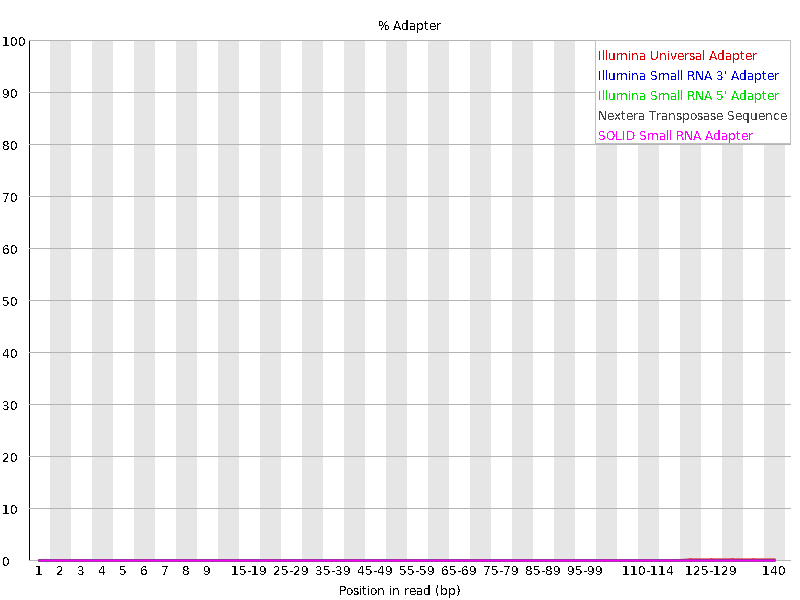 % Adapter
100
90
80
70
60
50
40
30
20
10
0
Illumina Universal Adapter
Illumina Small RNA 3' Adapter
Illumina Small RNA 5' Adapter
Nextera Transposase Sequence
SOLID Small RNA Adapter
1 2 3 4 5 6 7 8 9 15-19 25-29 35-39 45-49 55-59 65-69 75-79 85-89 95-99 110-114 125-129 140
Position in read (bp)